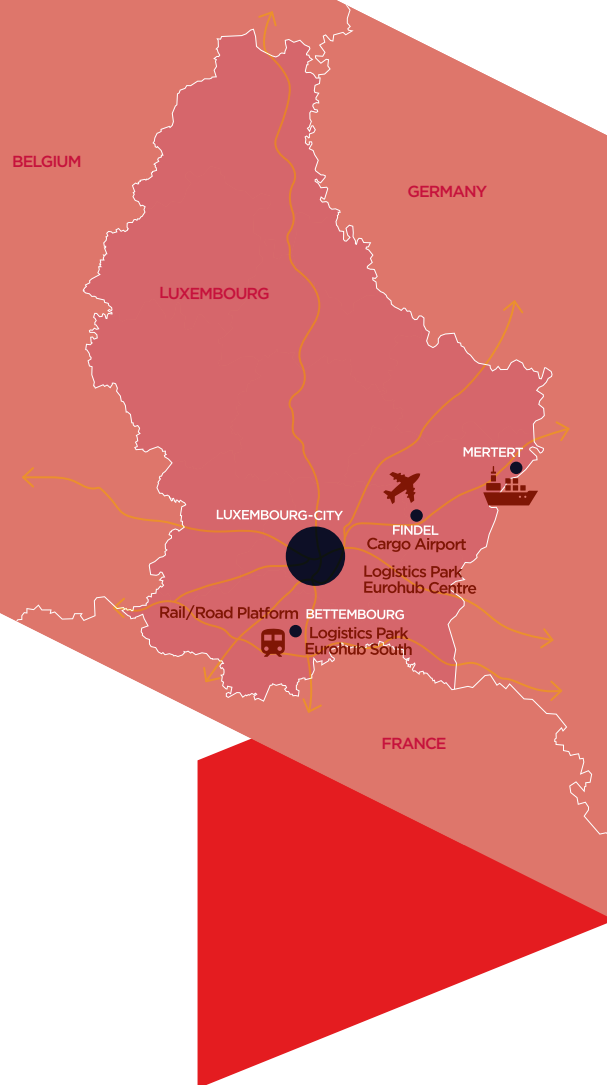 BELGIUM
GERMANY
LUXEMBOURG
MERTERT
LUXEMBOURG-CITY
FINDEL
Cargo Airport
Logistics Park
Eurohub Centre
Rail/Road Platform
BETTEMBOURG
Logistics Park
Eurohub South
FRANCE